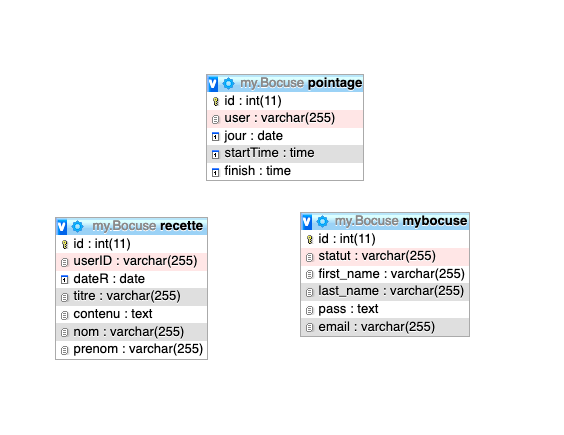 my.Bocuse pointage
id : int(11)
user : varchar(255)
jour : date
startTime : time
finish : time
my.Bocuse recette
id : int(11)
userID : varchar(255)
dateR : date
titre : varchar(255)
contenu : text
nom : varchar(255)
prenom : varchar(255)
my.Bocuse mybocuse
id : int(11)
statut : varchar(255)
first_name : varchar(255)
last_name : varchar(255)
pass : text
email : varchar(255)